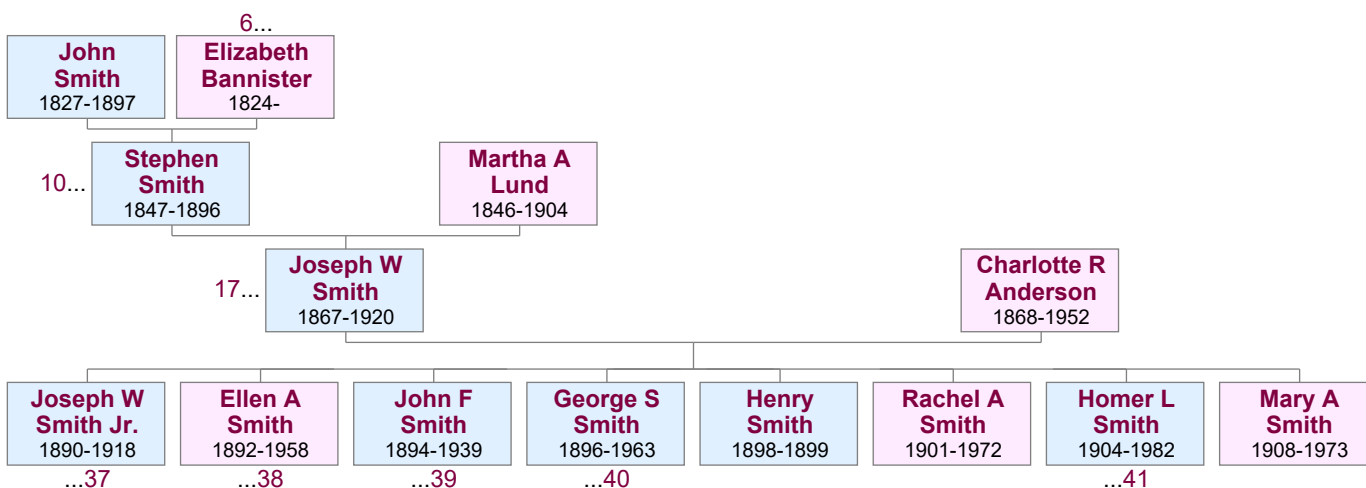 6...
John
Smith
1827-1897
Elizabeth
Bannister
1824-
10...
Stephen
Smith
1847-1896
Martha A
Lund
1846-1904
17...
Joseph W
Smith
1867-1920
Charlotte R
Anderson
1868-1952
Joseph W
Smith Jr.
1890-1918
...37
Ellen A
Smith
1892-1958
...38
John F
Smith
1894-1939
...39
George S
Smith
1896-1963
...40
Henry
Smith
1898-1899
Rachel A
Smith
1901-1972
Homer L
Smith
1904-1982
...41
Mary A
Smith
1908-1973